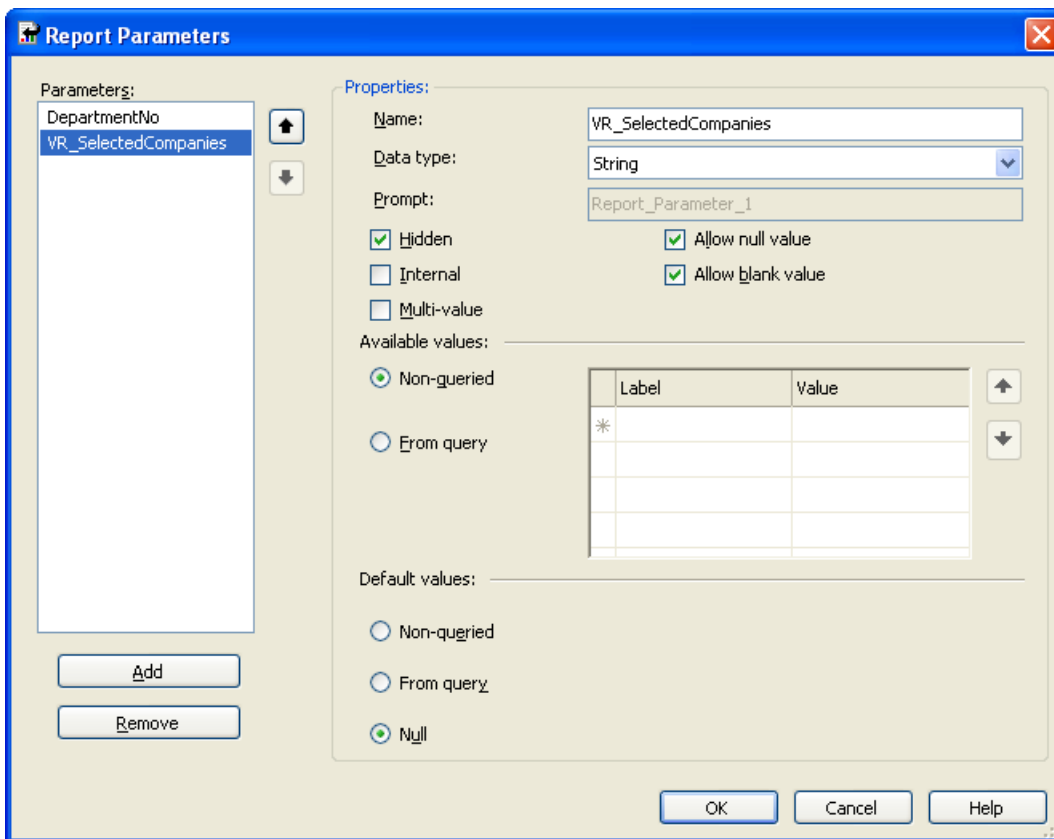 Report Parameters
Parameters:
DepartmentNo
VR_SelectedCompanies
Add
Remove
Properties:
Name:
VR_SelectedCompanies
Data type:
String
Prompt:
Report_Parameter_1
Hidden
Allow null value
Internal
Allow blank value
Multi-value
Available values:
Non-queried
From query
Label
Value
Default values:
Non-queried
From query
Null
OK
Cancel
Help